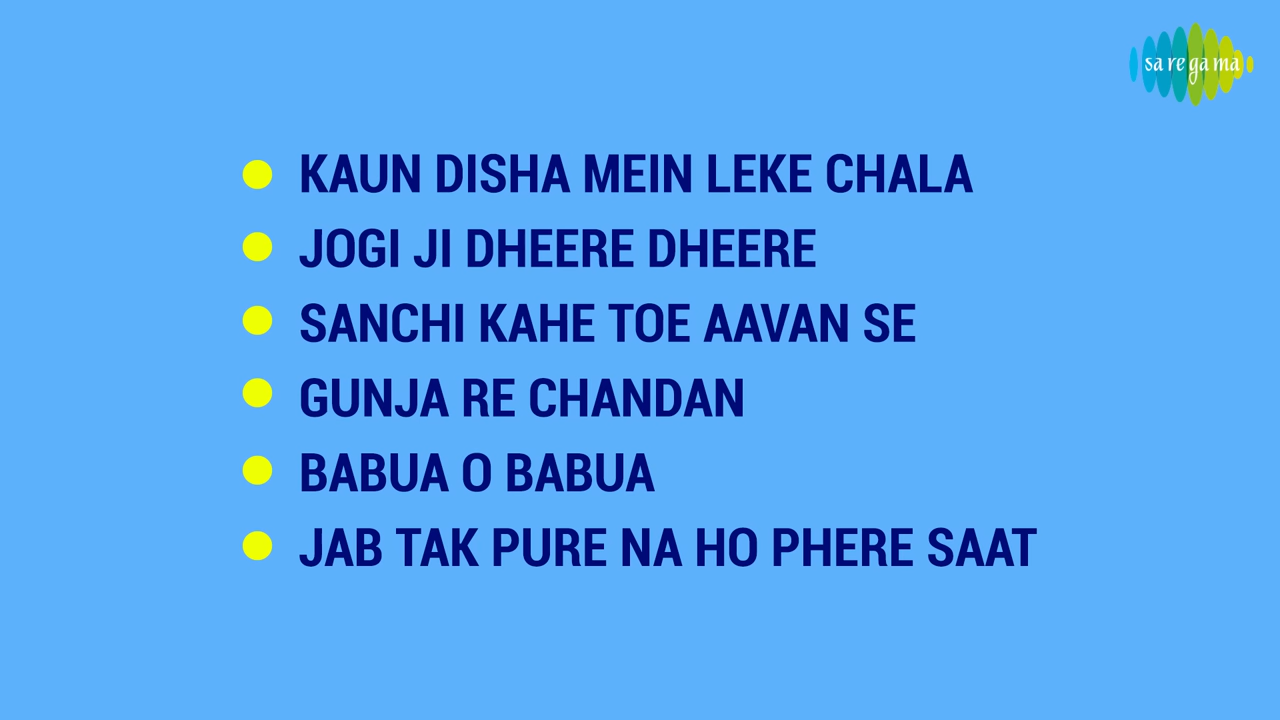 sa re ga ma
KAUN DISHA MEIN LEKE CHALA
JOGI JI DHEERE DHEERE
SANCHI KAHE TOE AAVAN SE
GUNJA RE CHANDAN
BABUA O BABUA
JAB TAK PURE NA HO PHERE SAAT